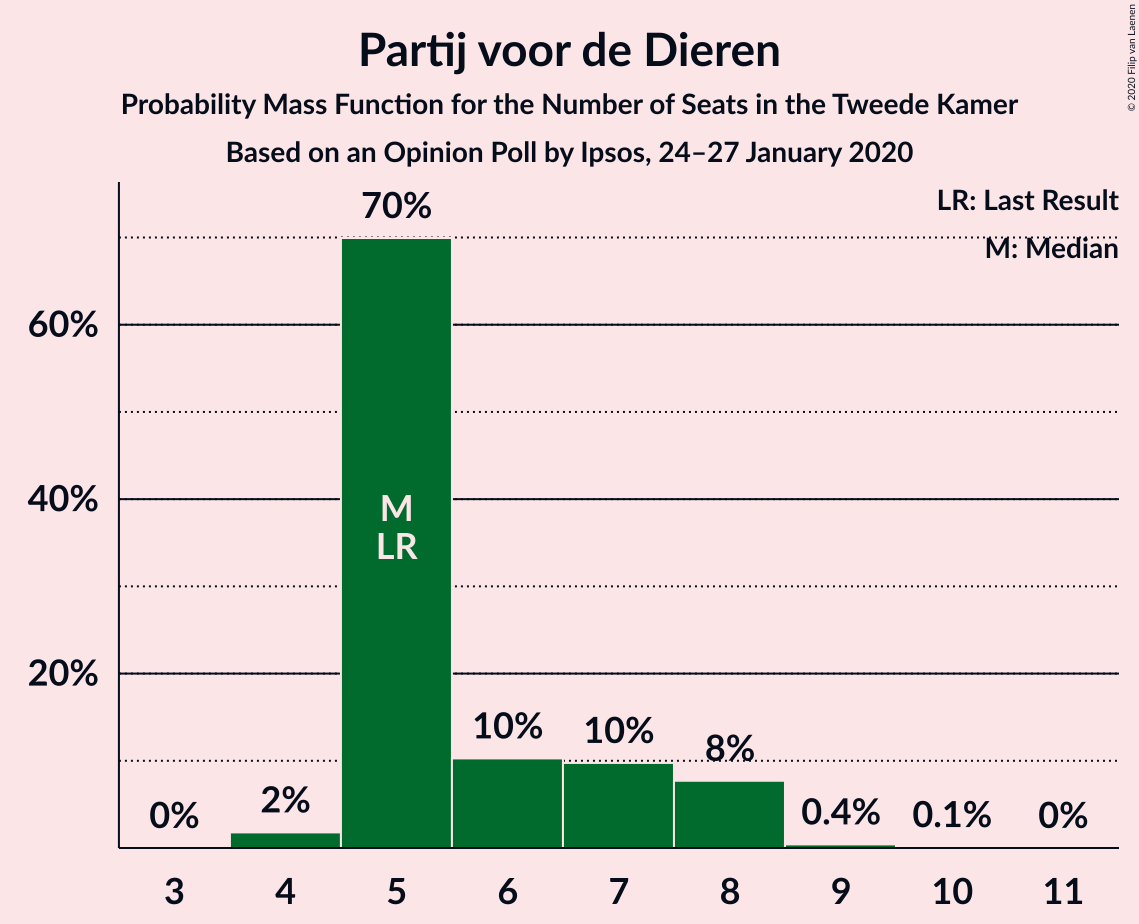 Partij voor de Dieren
Probability Mass Function for the Number of Seats in the Tweede Kamer
Based on an Opinion Poll by Ipsos, 24–27 January 2020
© 2020 Filip van Laenen
LR: Last Result
M: Median
60%
40%
20%
0%
2%
70%
M
LR
10%
10%
8%
0.4%
0.1%
0%
3 4 5 6 7 8 9 10 11